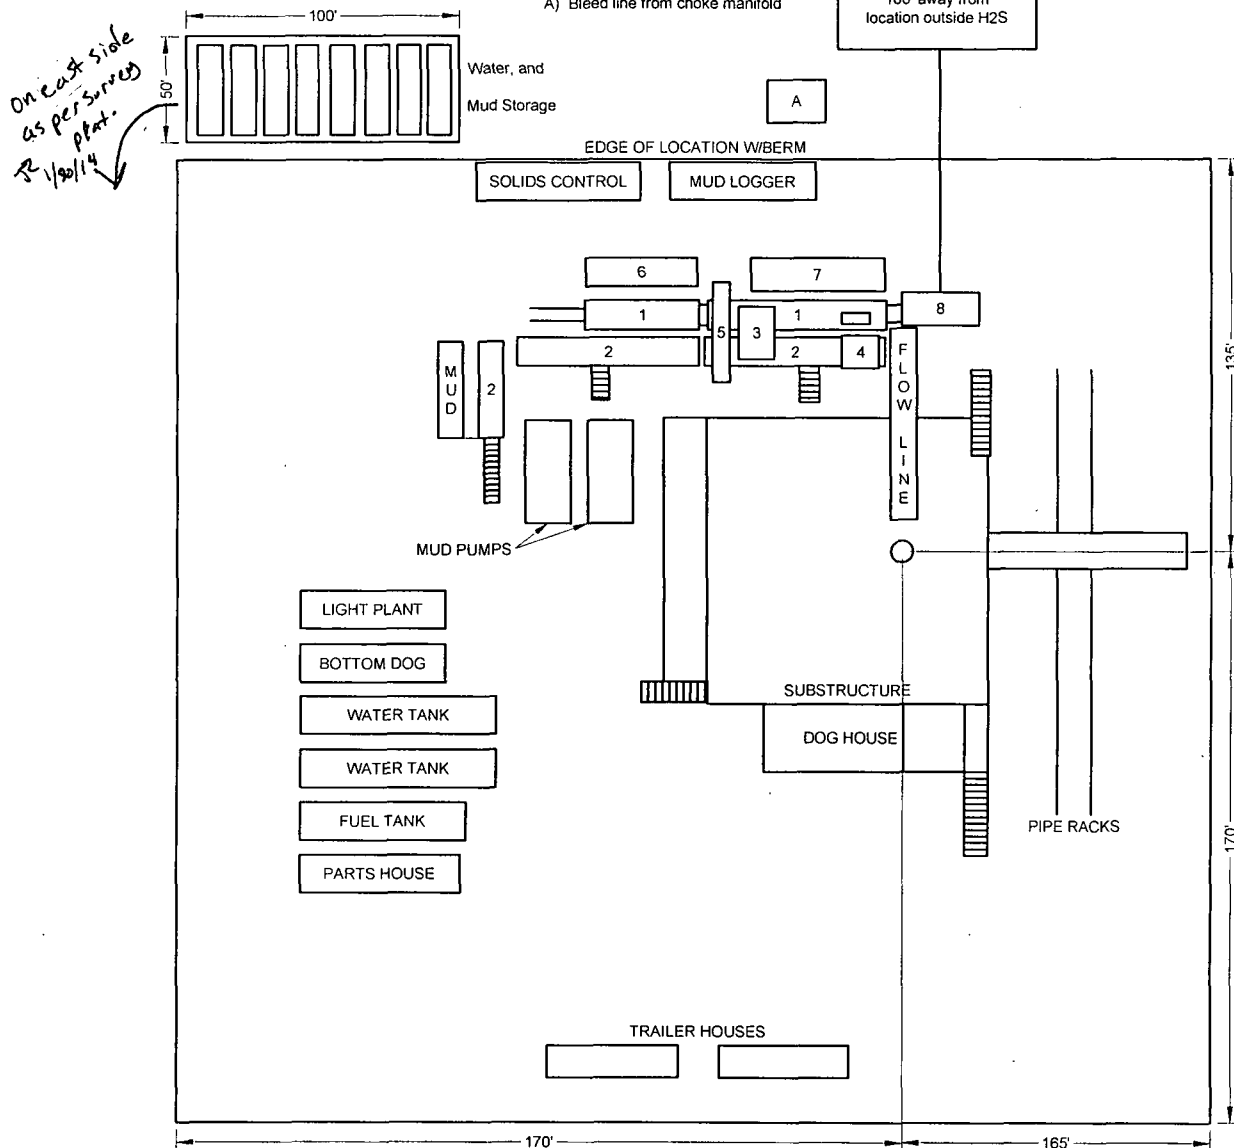 A) Bleed line from choke manifold
100' away from
location outside H2S
100'
50'
Water, and
Mud Storage
on east side
as per survey
plat.
1/30/14
A
EDGE OF LOCATION W/BERM
SOLIDS CONTROL
MUD LOGGER
6
7
1
1
8
5
3
2
2
4
MUD
2
FLOW LINE
135'
MUD PUMPS
LIGHT PLANT
BOTTOM DOG
WATER TANK
WATER TANK
FUEL TANK
PARTS HOUSE
SUBSTRUCTURE
DOG HOUSE
PIPE RACKS
170'
TRAILER HOUSES
170'
165'